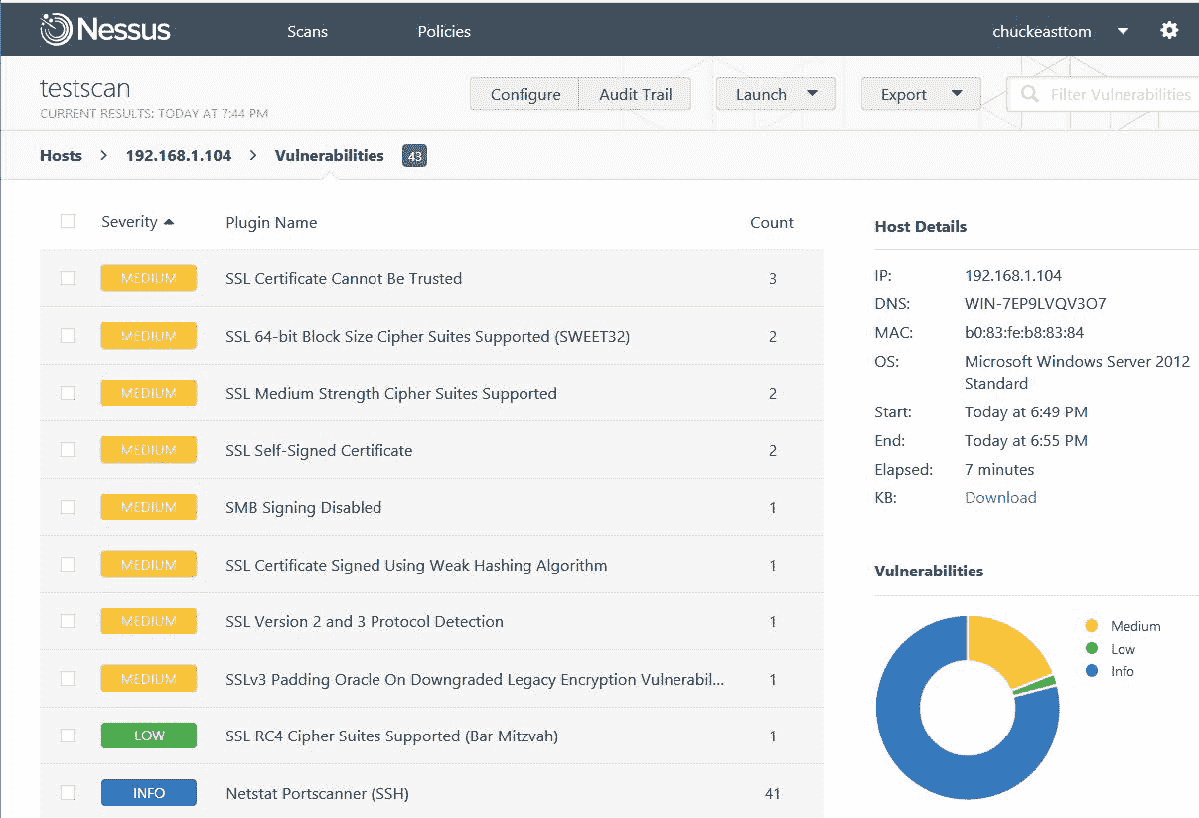 Nessus Scans Policies chuckeasttom
testscan
CURRENT RESULTS: TODAY AT 7:44 PM
Configure Audit Trail Launch Export Filter Vulnerabilities
Hosts > 192.168.1.104 > Vulnerabilities 43
Severity Plugin Name Count
MEDIUM SSL Certificate Cannot Be Trusted 3
MEDIUM SSL 64-bit Block Size Cipher Suites Supported (SWEET32) 2
MEDIUM SSL Medium Strength Cipher Suites Supported 2
MEDIUM SSL Self-Signed Certificate 2
MEDIUM SMB Signing Disabled 1
MEDIUM SSL Certificate Signed Using Weak Hashing Algorithm 1
MEDIUM SSL Version 2 and 3 Protocol Detection 1
MEDIUM SSLv3 Padding Oracle On Downgraded Legacy Encryption Vulnerabil... 1
LOW SSL RC4 Cipher Suites Supported (Bar Mitzvah) 1
INFO Netstat Portscanner (SSH) 41
Host Details
IP: 192.168.1.104
DNS: WIN-7EP9LVQV3O7
MAC: b0:83:fe:b8:83:84
OS: Microsoft Windows Server 2012
Standard
Start: Today at 6:49 PM
End: Today at 6:55 PM
Elapsed: 7 minutes
KB: Download
Vulnerabilities
Medium
Low
Info